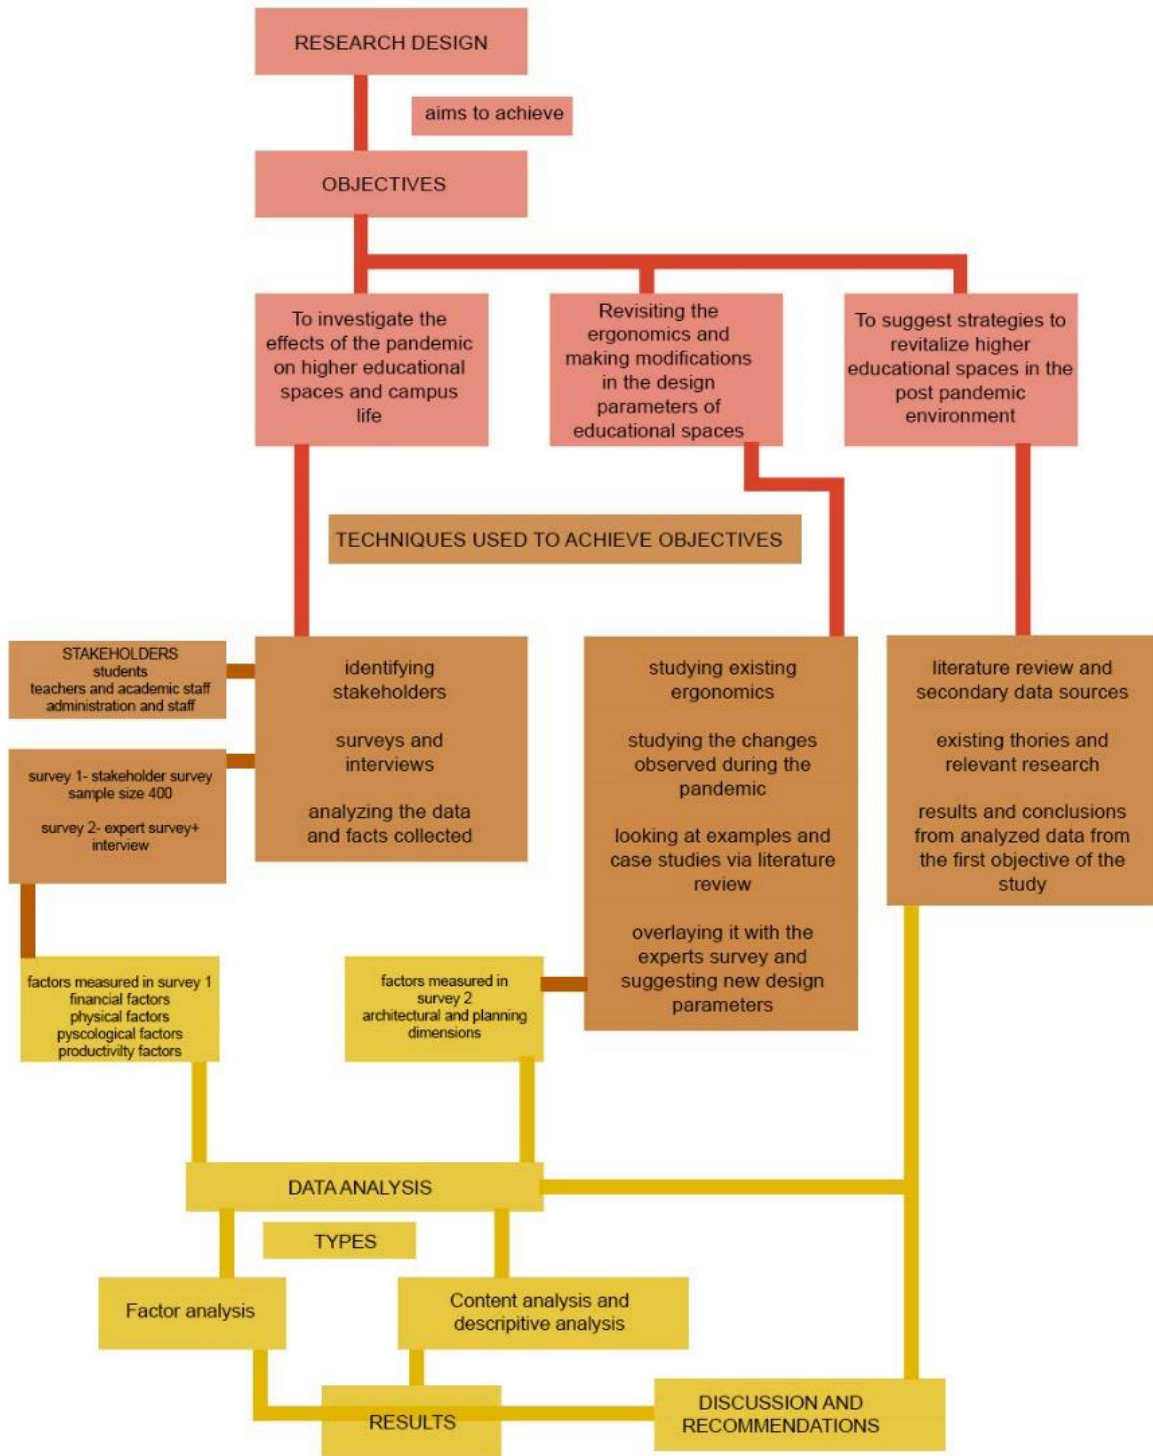 RESEARCH DESIGN
aims to achieve
OBJECTIVES
To investigate the
effects of the pandemic
on higher educational
spaces and campus
life
Revisiting the
ergonomics and
making modifications
in the design
parameters of
educational spaces
To suggest strategies to
revitalize higher
educational spaces in the
post pandemic
environment
TECHNIQUES USED TO ACHIEVE OBJECTIVES
STAKEHOLDERS
students
teachers and academic staff
administration and staff
survey 1- stakeholder survey
sample size 400
survey 2- expert survey+
interview
identifying
stakeholders
surveys and
interviews
analyzing the data
and facts collected
studying existing
ergonomics
studying the changes
observed during the
pandemic
looking at examples and
case studies via literature
review
overlaying it with the
experts survey and
suggesting new design
parameters
literature review and
secondary data sources
existing thories and
relevant research
results and conclusions
from analyzed data from
the first objective of the
study
factors measured in survey 1
financial factors
physical factors
pyscological factors
productivilty factors
factors measured in
survey 2
architectural and planning
dimensions
DATA ANALYSIS
TYPES
Factor analysis
Content analysis and
descripitive analysis
RESULTS
DISCUSSION AND
RECOMMENDATIONS